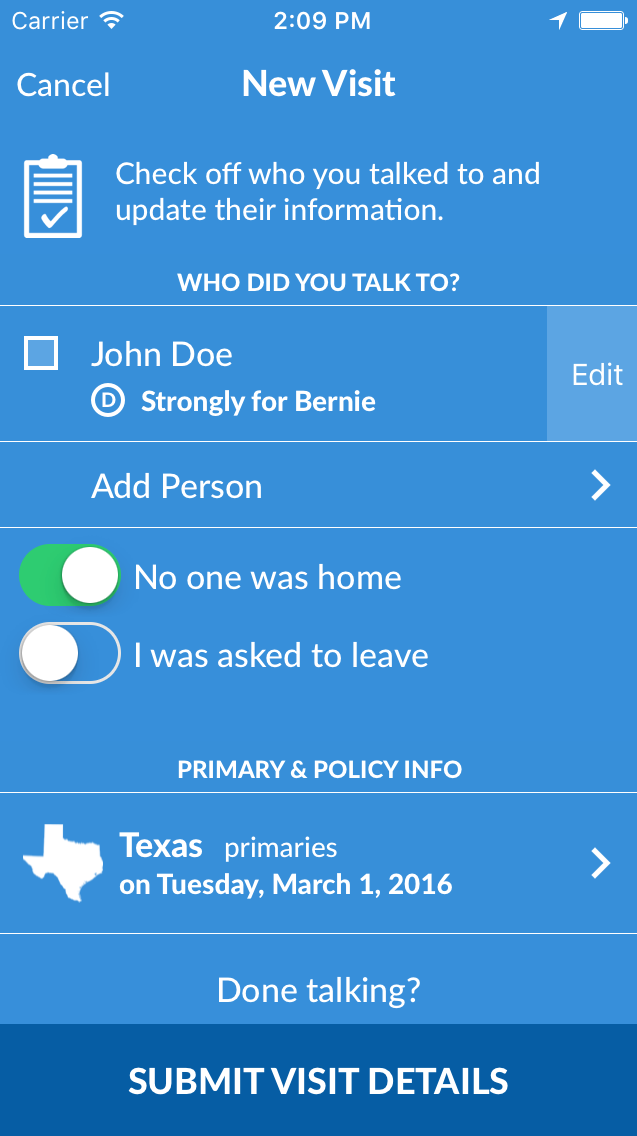 Carrier 2:09 PM
Cancel New Visit
Check off who you talked to and
update their information.
WHO DID YOU TALK TO?
John Doe
D Strongly for Bernie
Edit
Add Person
No one was home
I was asked to leave
PRIMARY & POLICY INFO
Texas primaries
on Tuesday, March 1, 2016
Done talking?
SUBMIT VISIT DETAILS